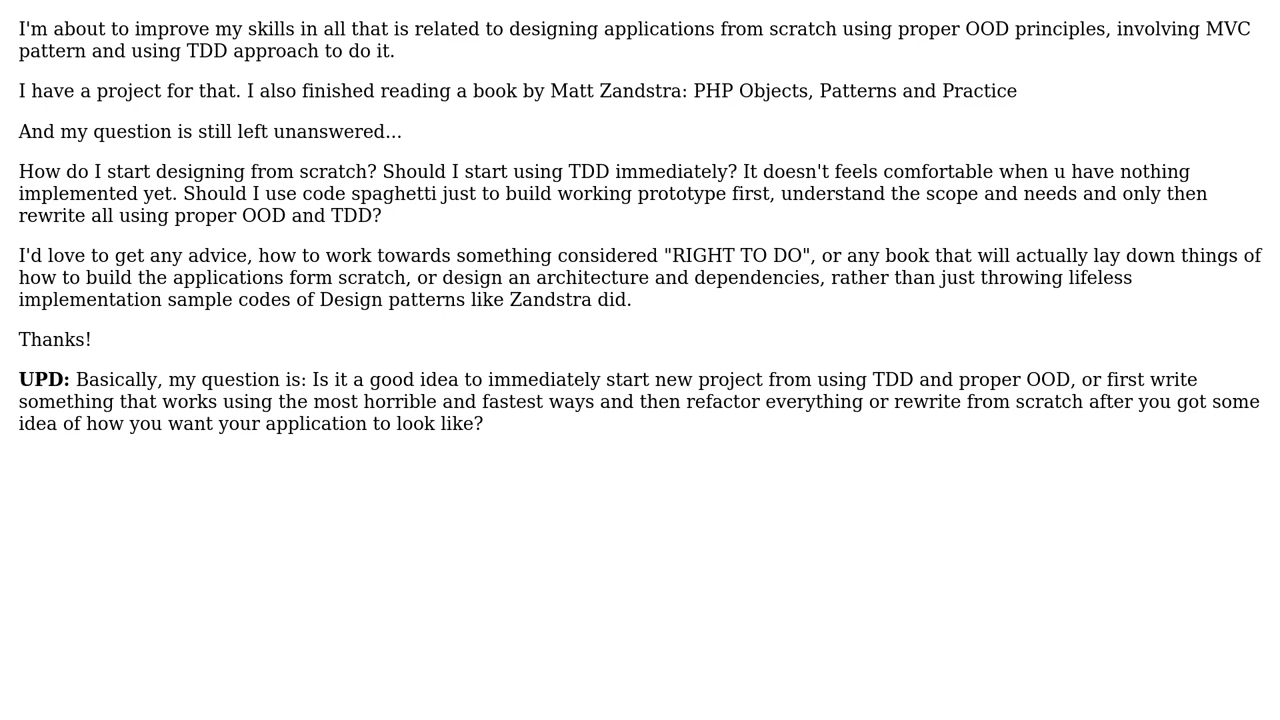 I'm about to improve my skills in all that is related to designing applications from scratch using proper OOD principles, involving MVC
pattern and using TDD approach to do it.
I have a project for that. I also finished reading a book by Matt Zandstra: PHP Objects, Patterns and Practice
And my question is still left unanswered...
How do I start designing from scratch? Should I start using TDD immediately? It doesn't feels comfortable when u have nothing
implemented yet. Should I use code spaghetti just to build working prototype first, understand the scope and needs and only then
rewrite all using proper OOD and TDD?
I'd love to get any advice, how to work towards something considered "RIGHT TO DO", or any book that will actually lay down things of
how to build the applications form scratch, or design an architecture and dependencies, rather than just throwing lifeless
implementation sample codes of Design patterns like Zandstra did.
Thanks!
UPD: Basically, my question is: Is it a good idea to immediately start new project from using TDD and proper OOD, or first write
something that works using the most horrible and fastest ways and then refactor everything or rewrite from scratch after you got some
idea of how you want your application to look like?